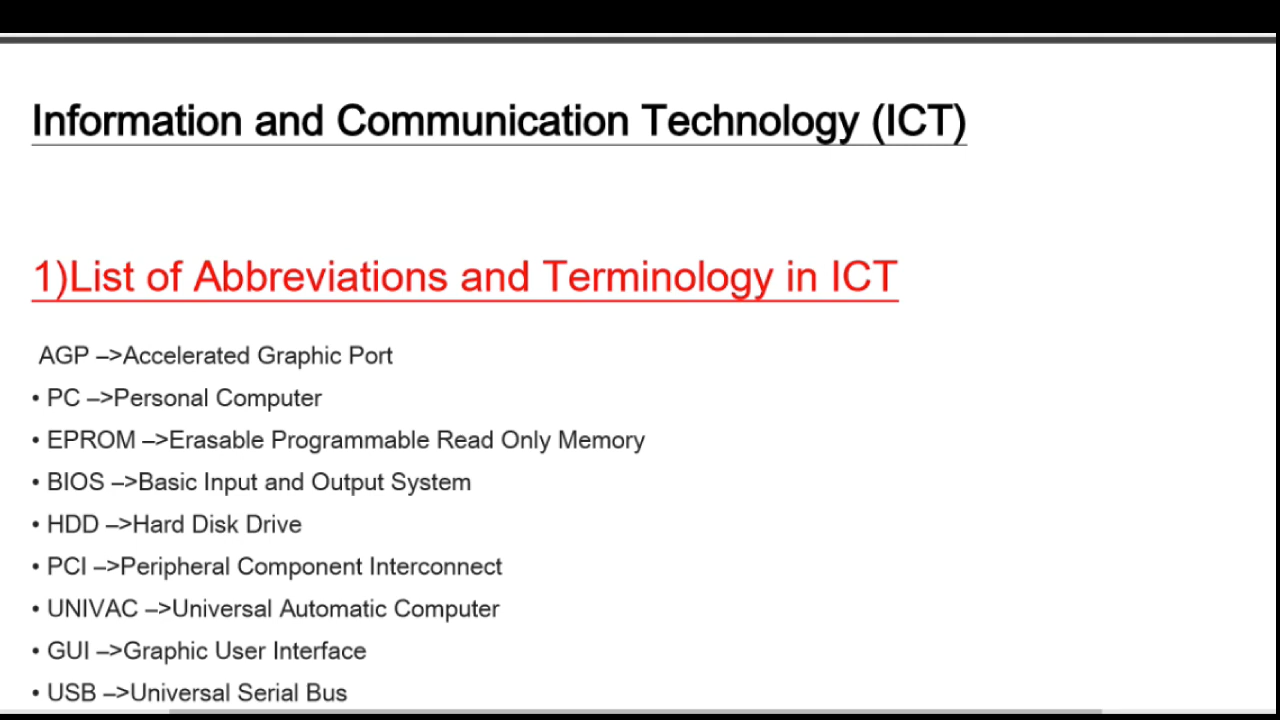 Information and Communication Technology (ICT)
1)List of Abbreviations and Terminology in ICT
AGP –>Accelerated Graphic Port
• PC –>Personal Computer
• EPROM –>Erasable Programmable Read Only Memory
• BIOS –>Basic Input and Output System
• HDD –>Hard Disk Drive
• PCI –>Peripheral Component Interconnect
• UNIVAC –>Universal Automatic Computer
• GUI –>Graphic User Interface
• USB –>Universal Serial Bus